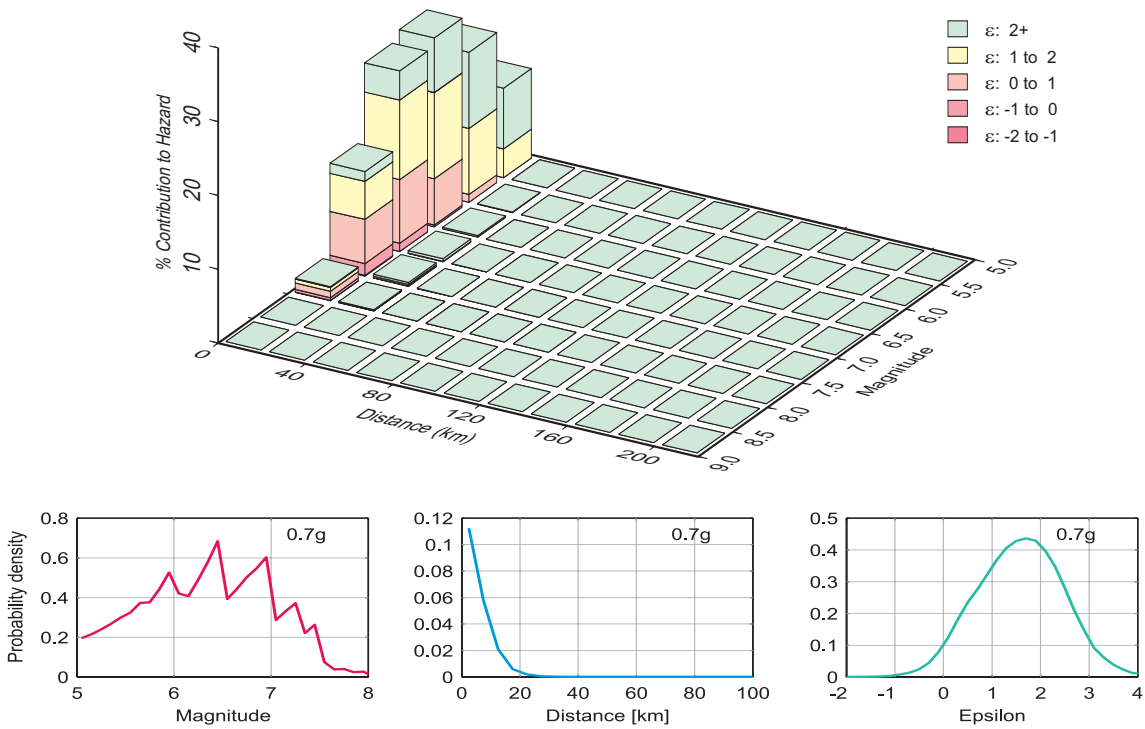 40
30
20
10
0
% Contribution to Hazard
ε: 2+
ε: 1 to 2
ε: 0 to 1
ε: -1 to 0
ε: -2 to -1
40
80
120
160
200
Distance (km)
5.0
5.5
6.0
6.5
7.0
7.5
8.0
8.5
9.0
Magnitude
Probability density
0.8
0.6
0.4
0.2
0
0.7g
5 6 7 8
Magnitude
0.12
0.1
0.08
0.06
0.04
0.02
0
0.7g
0 20 40 60 80 100
Distance [km]
0.5
0.4
0.3
0.2
0.1
0
0.7g
-2 -1 0 1 2 3 4
Epsilon